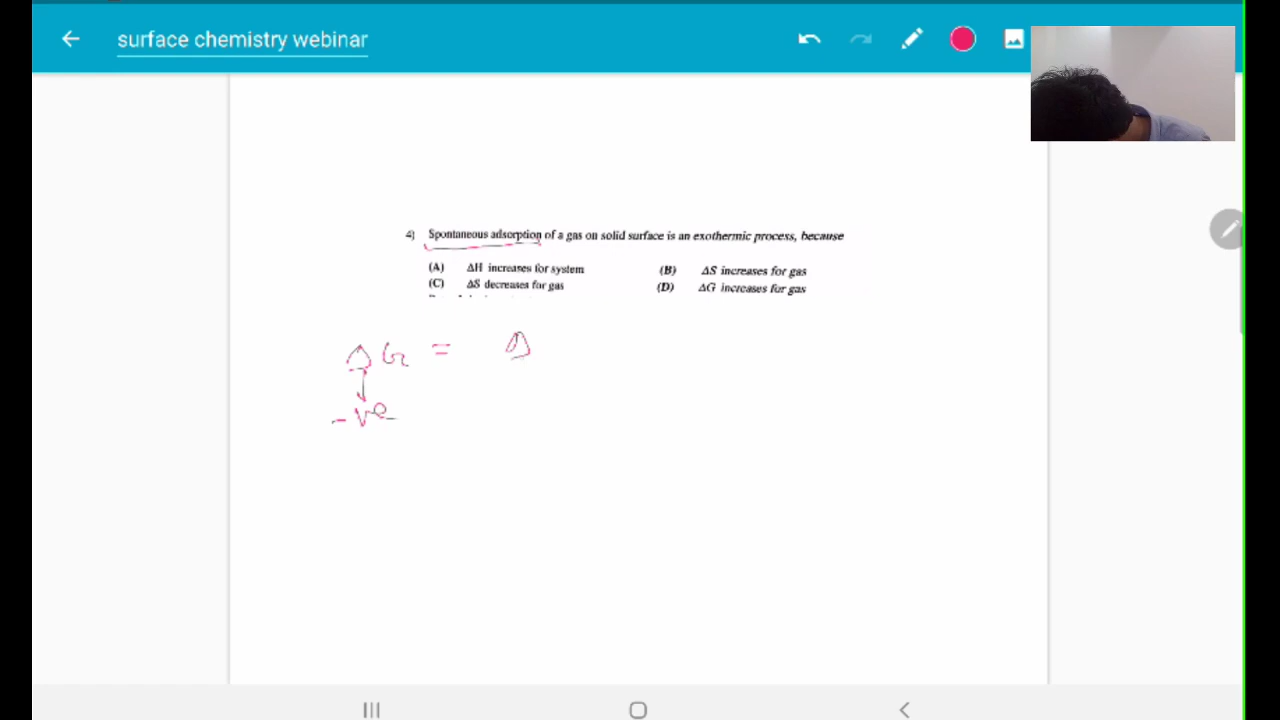 surface chemistry webinar
4) Spontaneous adsorption of a gas on solid surface is an exothermic process, because
(A) ΔH increases for system (B) ΔS increases for gas
(C) ΔS decreases for gas (D) ΔG increases for gas
ΔG = Δ
-ve